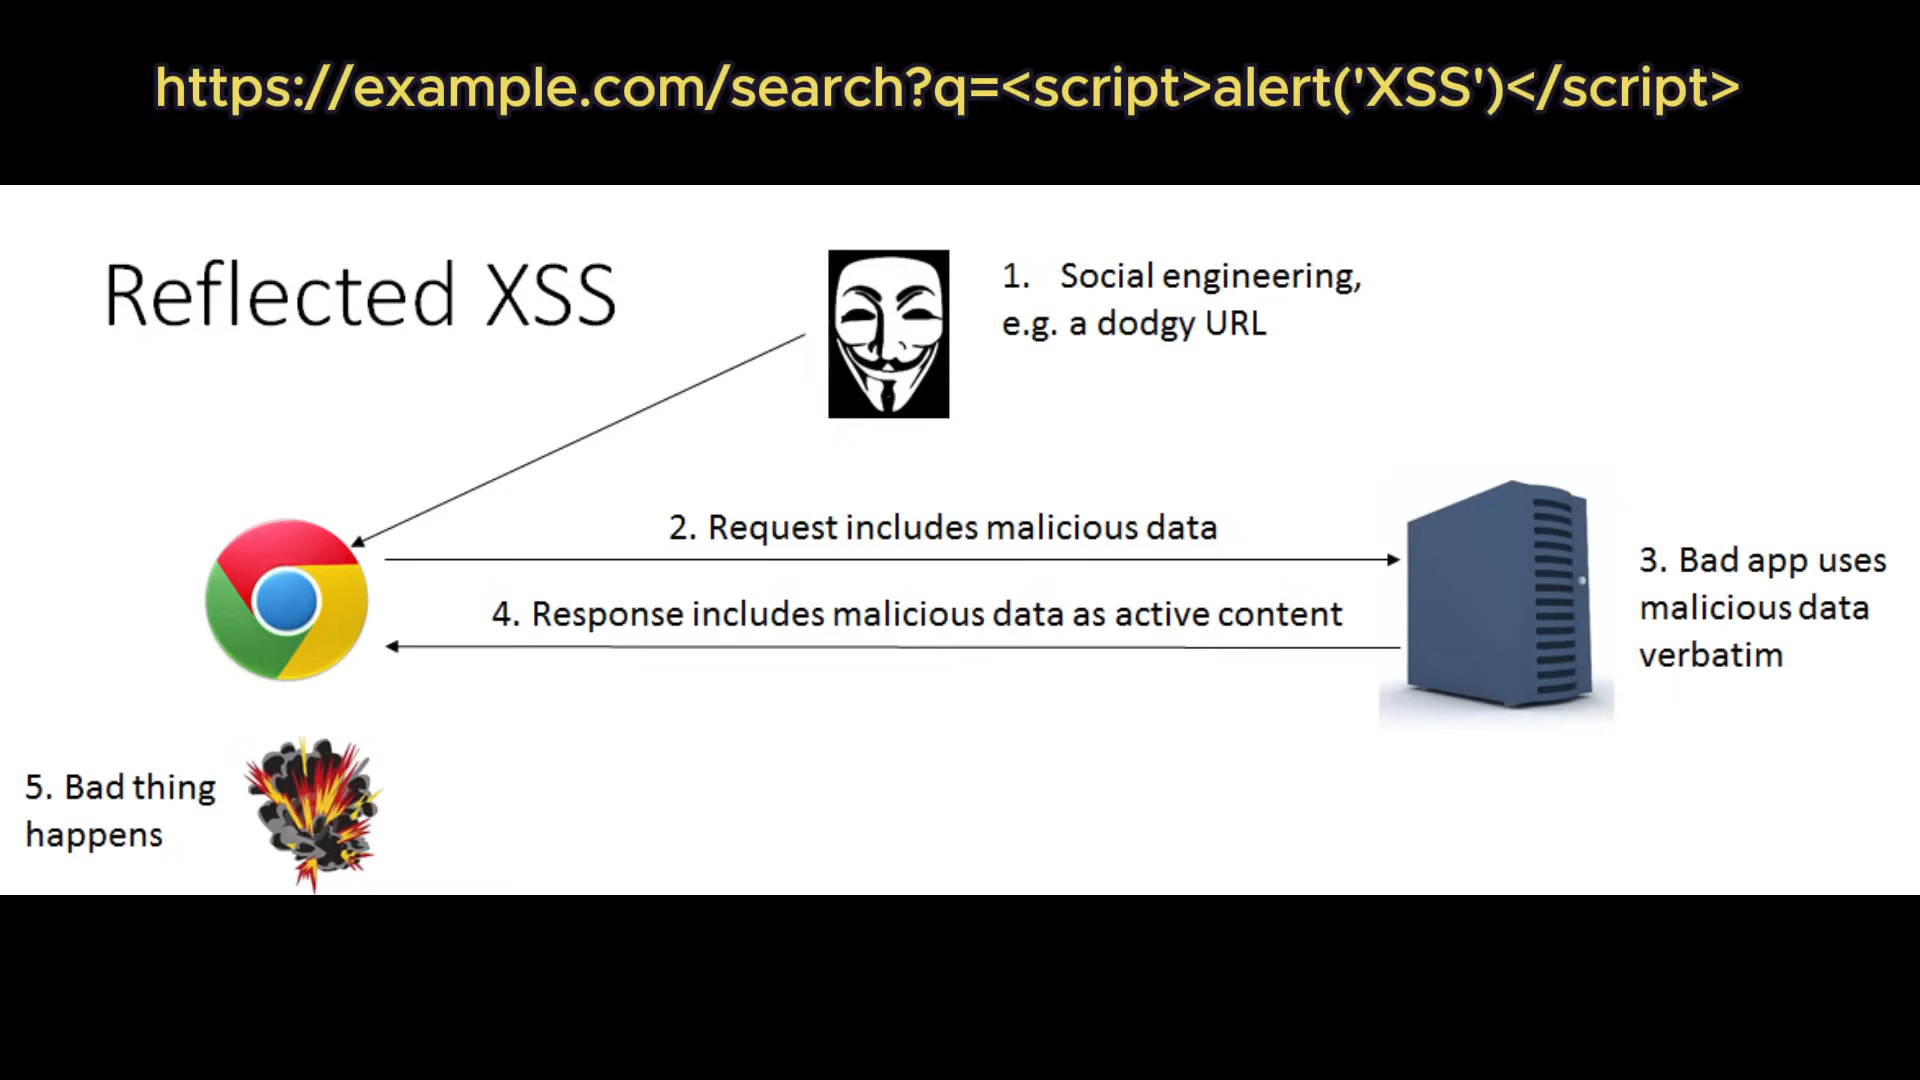 https://example.com/search?q=<script>alert('XSS')</script>
Reflected XSS
1. Social engineering,
e.g. a dodgy URL
2. Request includes malicious data
3. Bad app uses
malicious data
verbatim
4. Response includes malicious data as active content
5. Bad thing
happens